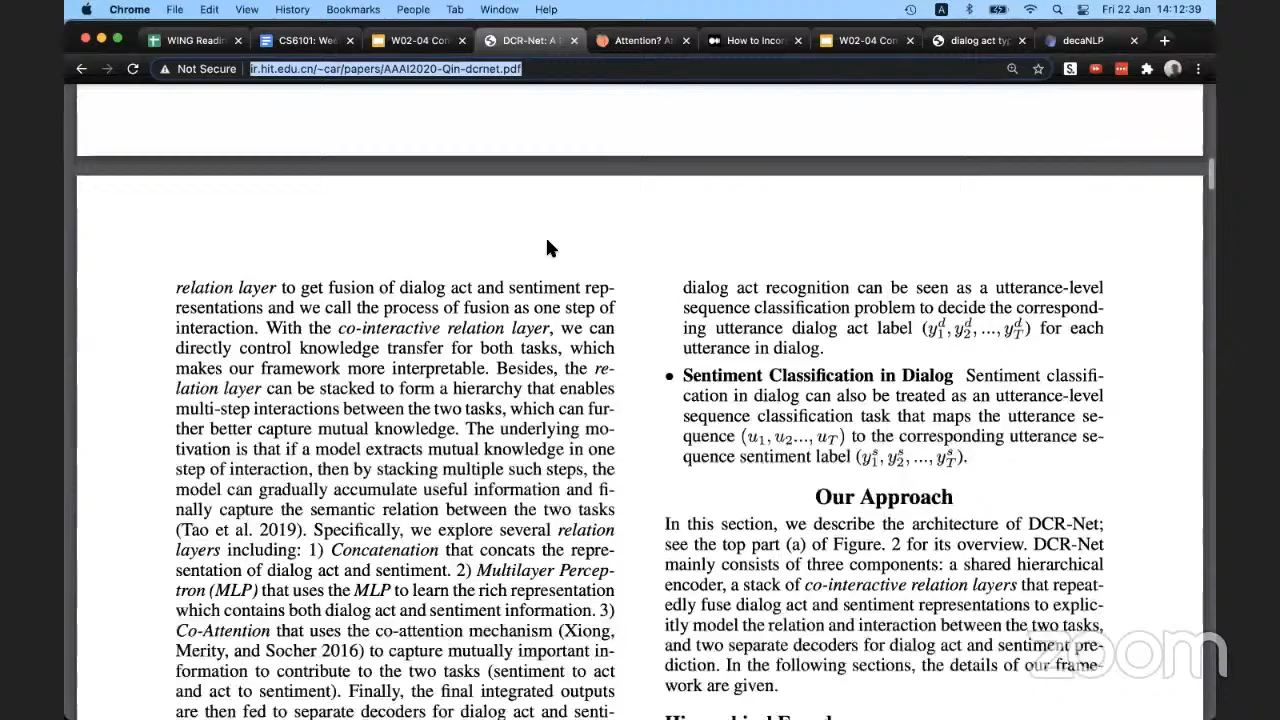 Chrome File Edit View History Bookmarks People Tab Window Help A Fri 22 Jan 14:12:39
WING Readin CS6101: Wee W02-04 Con DCR-Net: A Attention? A How to Incor W02-04 Con dialog act typ decaNLP
Not Secure ir.hit.edu.cn/~car/papers/AAAI2020-Qin-dcrnet.pdf
relation layer to get fusion of dialog act and sentiment rep-
resentations and we call the process of fusion as one step of
interaction. With the co-interactive relation layer, we can
directly control knowledge transfer for both tasks, which
makes our framework more interpretable. Besides, the re-
lation layer can be stacked to form a hierarchy that enables
multi-step interactions between the two tasks, which can fur-
ther better capture mutual knowledge. The underlying mo-
tivation is that if a model extracts mutual knowledge in one
step of interaction, then by stacking multiple such steps, the
model can gradually accumulate useful information and fi-
nally capture the semantic relation between the two tasks
(Tao et al. 2019). Specifically, we explore several relation
layers including: 1) Concatenation that concats the repre-
sentation of dialog act and sentiment. 2) Multilayer Percep-
tron (MLP) that uses the MLP to learn the rich representation
which contains both dialog act and sentiment information. 3)
Co-Attention that uses the co-attention mechanism (Xiong,
Merity, and Socher 2016) to capture mutually important in-
formation to contribute to the two tasks (sentiment to act
and act to sentiment). Finally, the final integrated outputs
are then fed to separate decoders for dialog act and senti-
dialog act recognition can be seen as a utterance-level
sequence classification problem to decide the correspond-
ing utterance dialog act label (y₁ᵈ, y₂ᵈ, ..., y_Tᵈ) for each
utterance in dialog.
• Sentiment Classification in Dialog Sentiment classifi-
cation in dialog can also be treated as an utterance-level
sequence classification task that maps the utterance se-
quence (u₁, u₂..., u_T) to the corresponding utterance se-
quence sentiment label (y₁ˢ, y₂ˢ, ..., y_Tˢ).
Our Approach
In this section, we describe the architecture of DCR-Net;
see the top part (a) of Figure. 2 for its overview. DCR-Net
mainly consists of three components: a shared hierarchical
encoder, a stack of co-interactive relation layers that repeat-
edly fuse dialog act and sentiment representations to explic-
itly model the relation and interaction between the two tasks,
and two separate decoders for dialog act and sentiment pre-
diction. In the following sections, the details of our frame-
work are given.
zoom